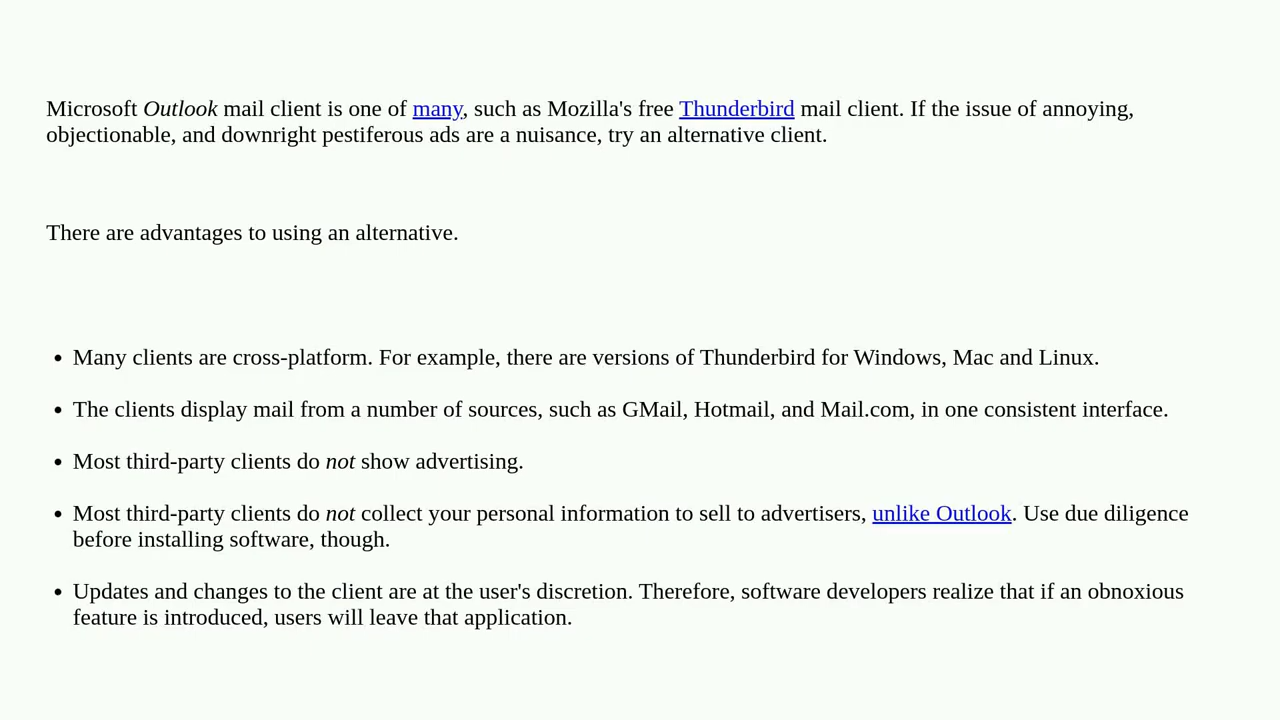 Microsoft Outlook mail client is one of many, such as Mozilla's free Thunderbird mail client. If the issue of annoying,
objectionable, and downright pestiferous ads are a nuisance, try an alternative client.
There are advantages to using an alternative.
• Many clients are cross-platform. For example, there are versions of Thunderbird for Windows, Mac and Linux.
• The clients display mail from a number of sources, such as GMail, Hotmail, and Mail.com, in one consistent interface.
• Most third-party clients do not show advertising.
• Most third-party clients do not collect your personal information to sell to advertisers, unlike Outlook. Use due diligence
before installing software, though.
• Updates and changes to the client are at the user's discretion. Therefore, software developers realize that if an obnoxious
feature is introduced, users will leave that application.